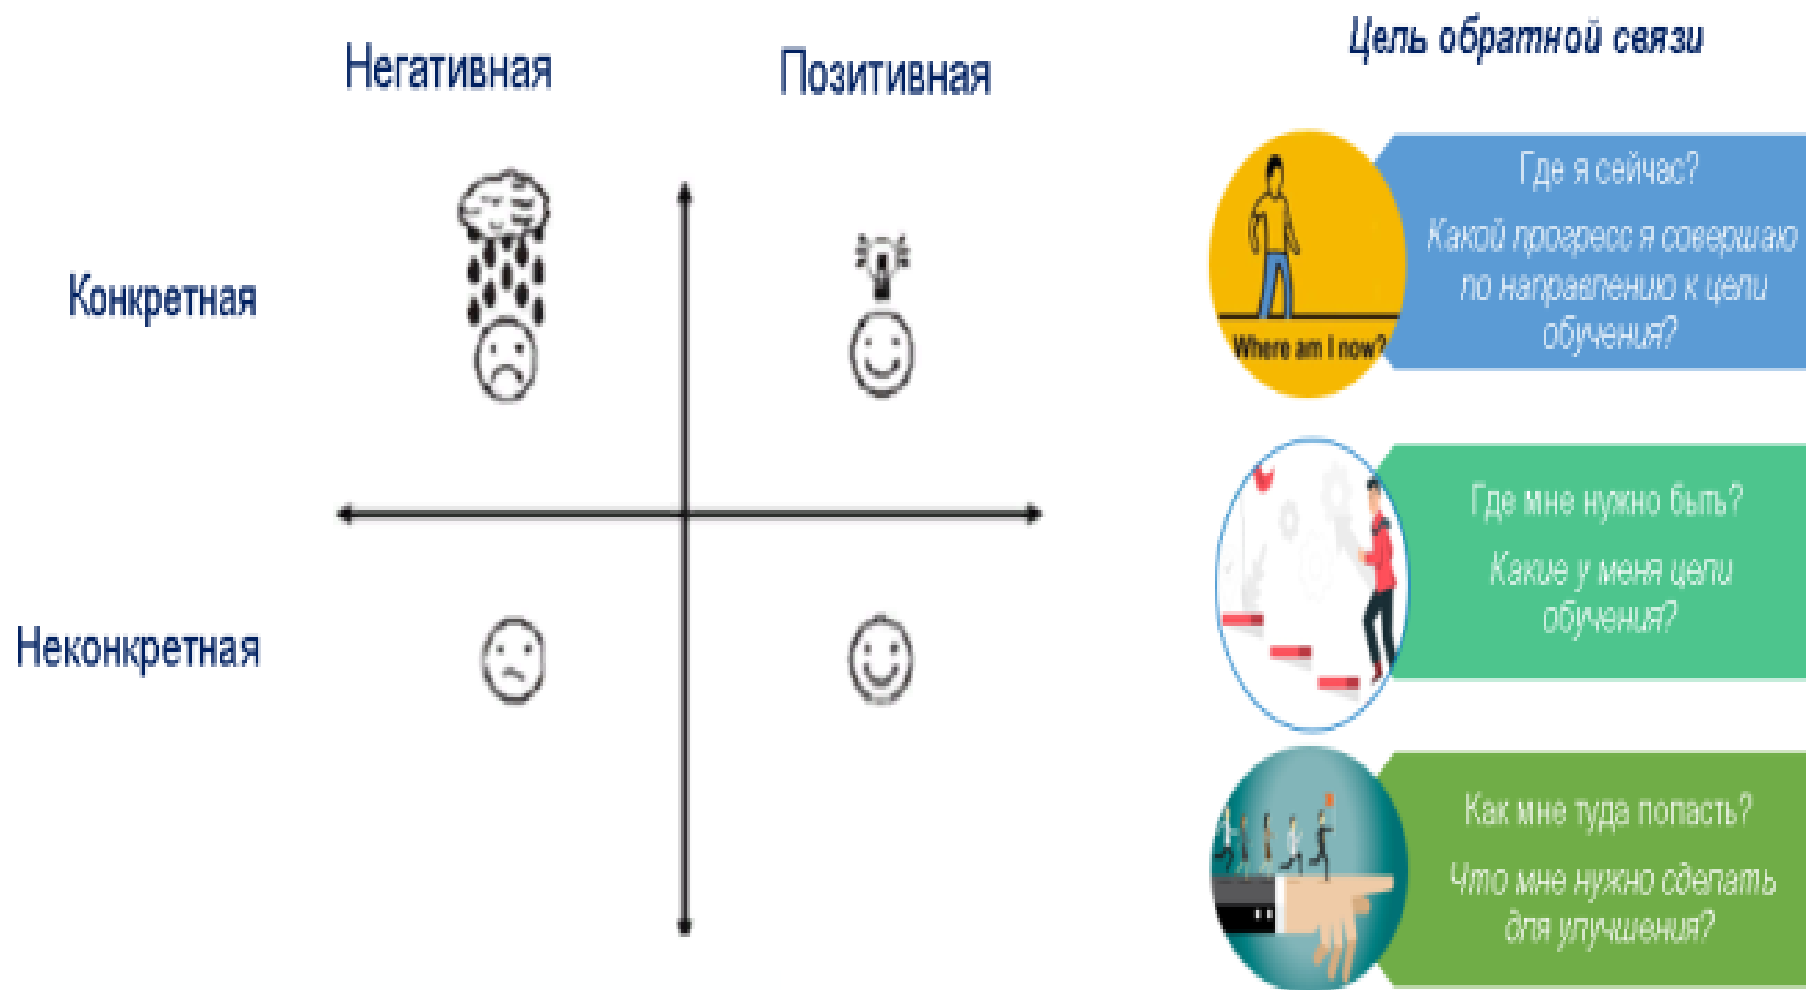 Негативная
Позитивная
Конкретная
Неконкретная
Цель обратной связи
Где я сейчас?
Какой прогресс я совершаю
по направлению к цели
обучения?
Where am I now?
Где мне нужно быть?
Какие у меня цели
обучения?
Как мне туда попасть?
Что мне нужно сделать
для улучшения?